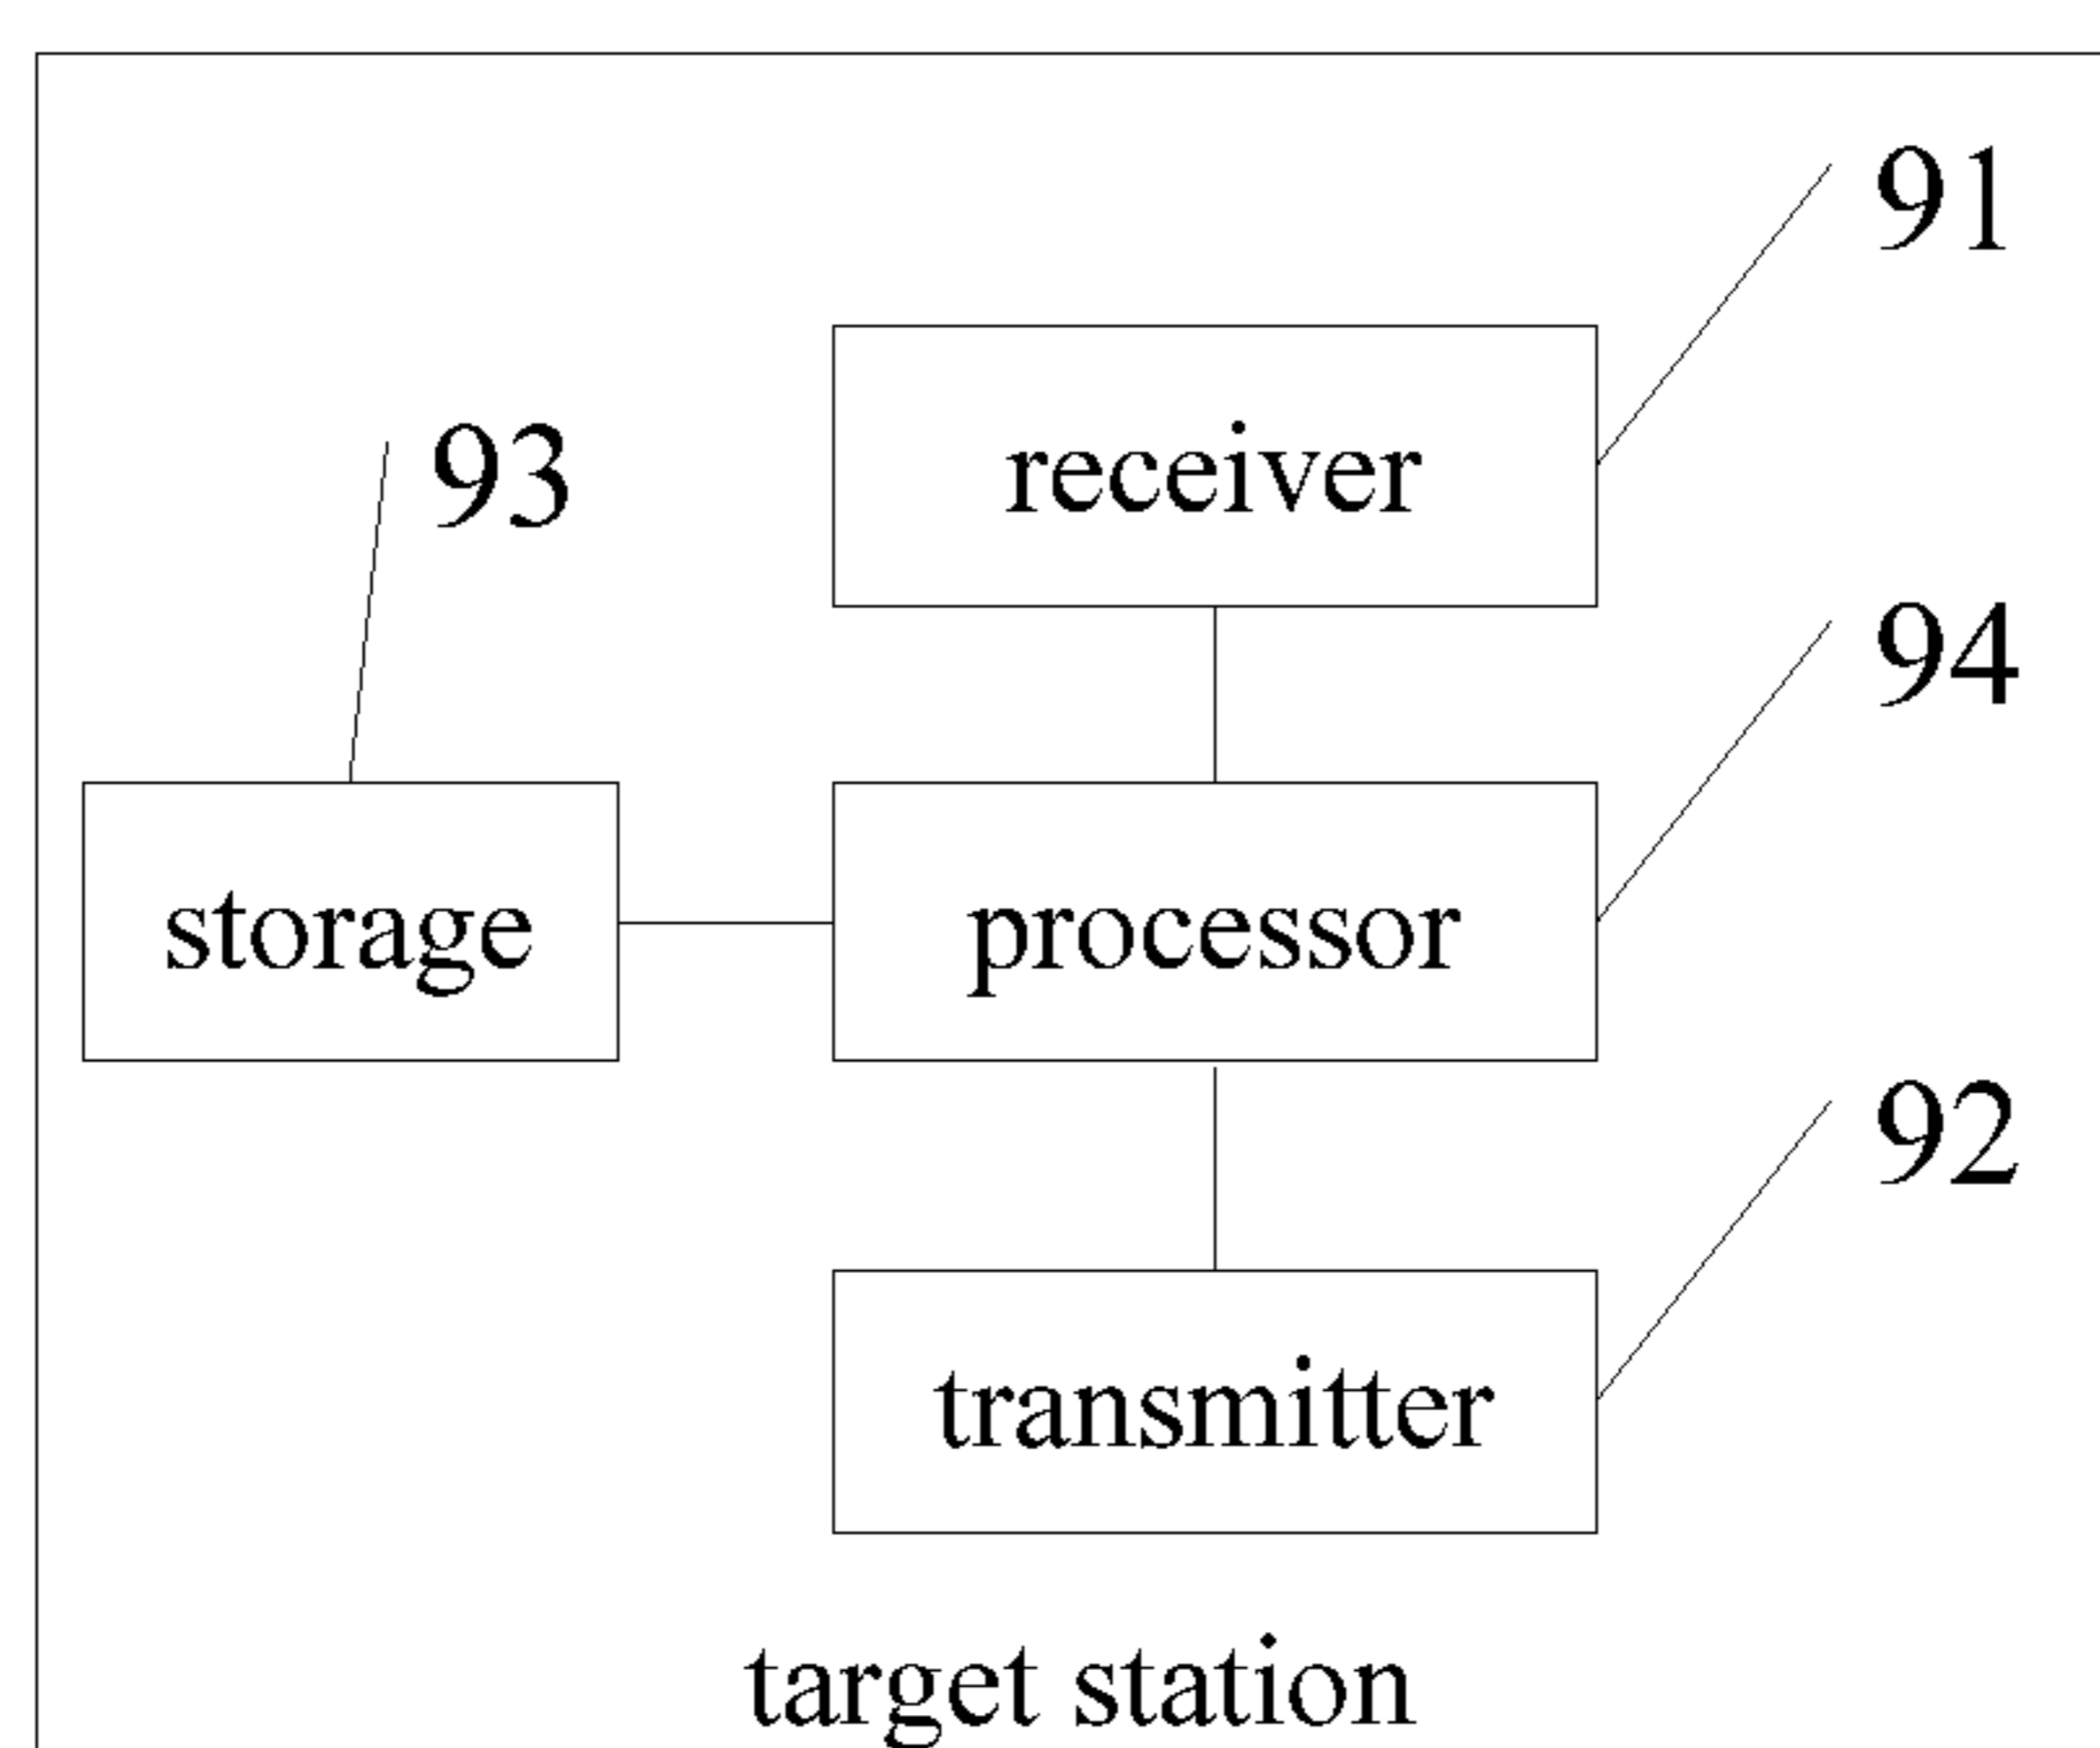 91
receiver
93
94
storage
processor
92
transmitter
target station